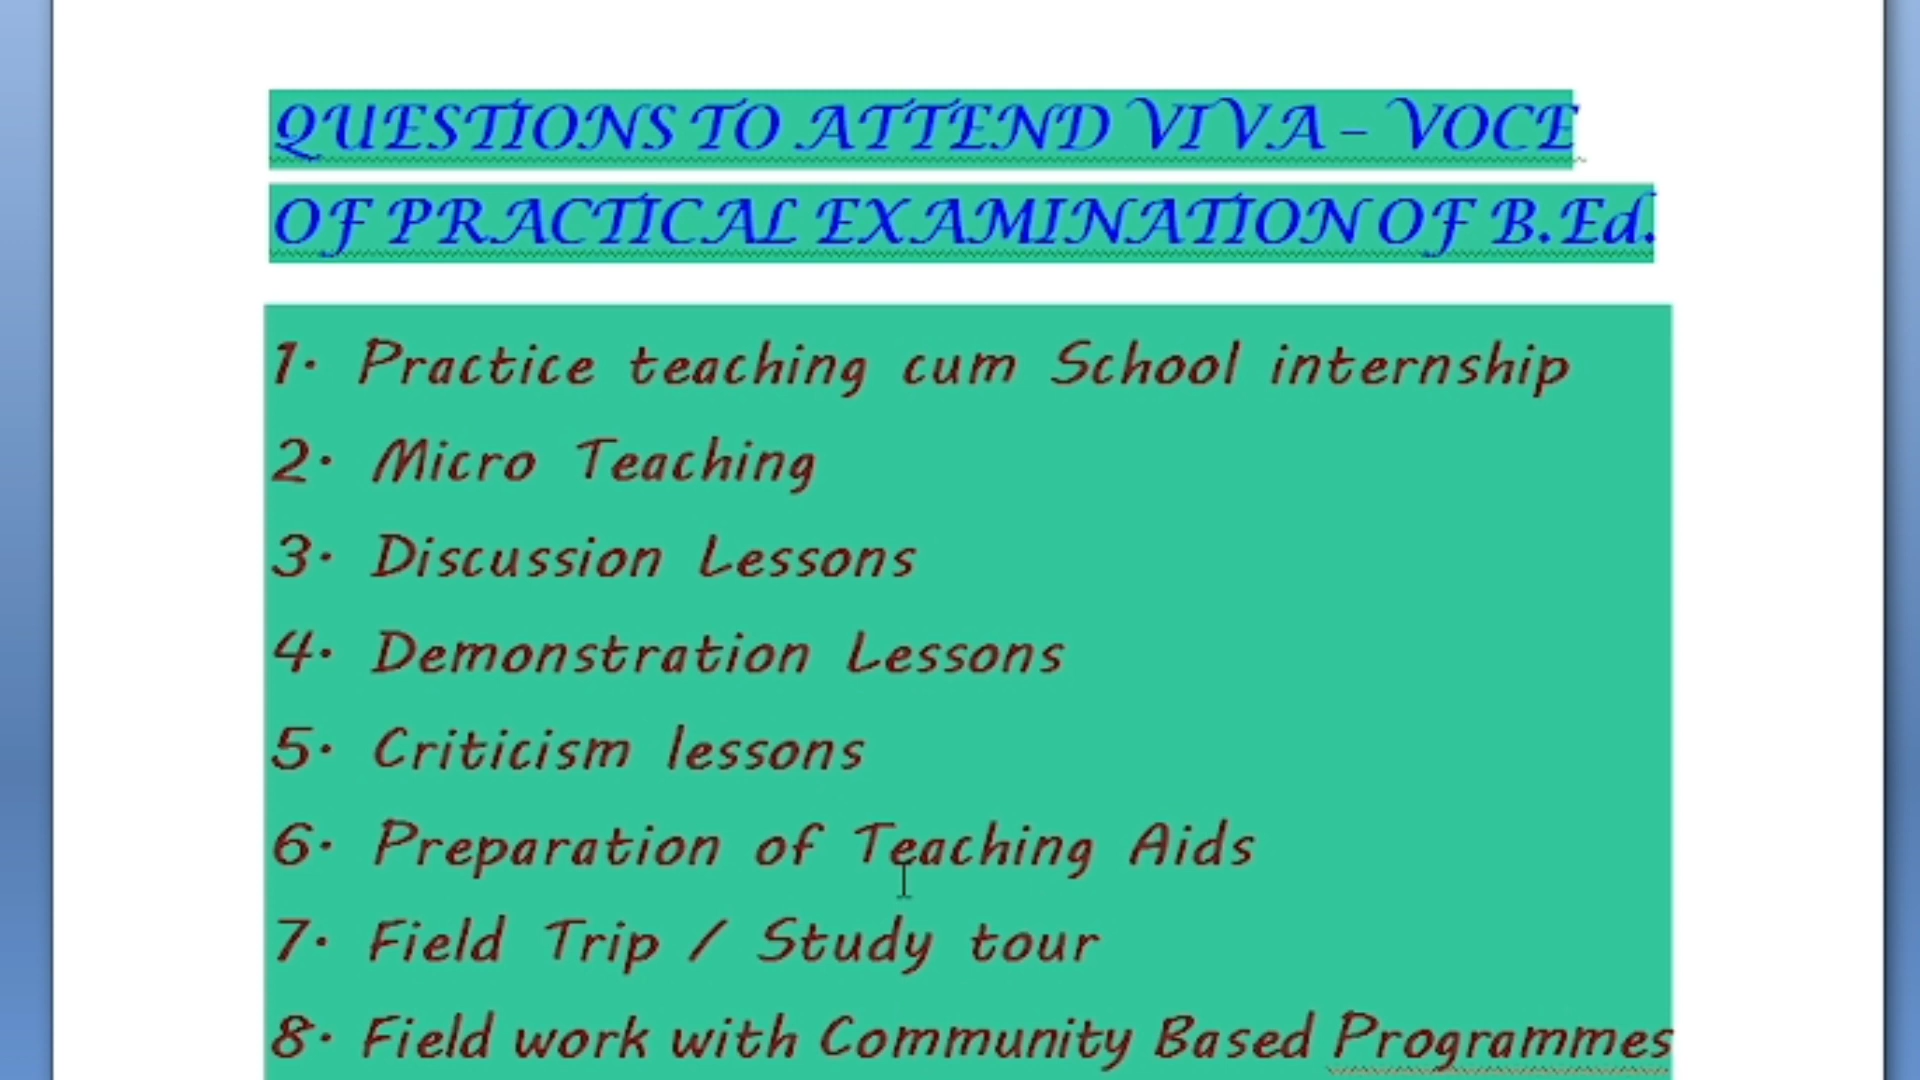 QUESTIONS TO ATTEND VIVA – VOCE
OF PRACTICAL EXAMINATION OF B.Ed.
1. Practice teaching cum School internship
2. Micro Teaching
3. Discussion Lessons
4. Demonstration Lessons
5. Criticism lessons
6. Preparation of Teaching Aids
7. Field Trip / Study tour
8. Field work with Community Based Programmes